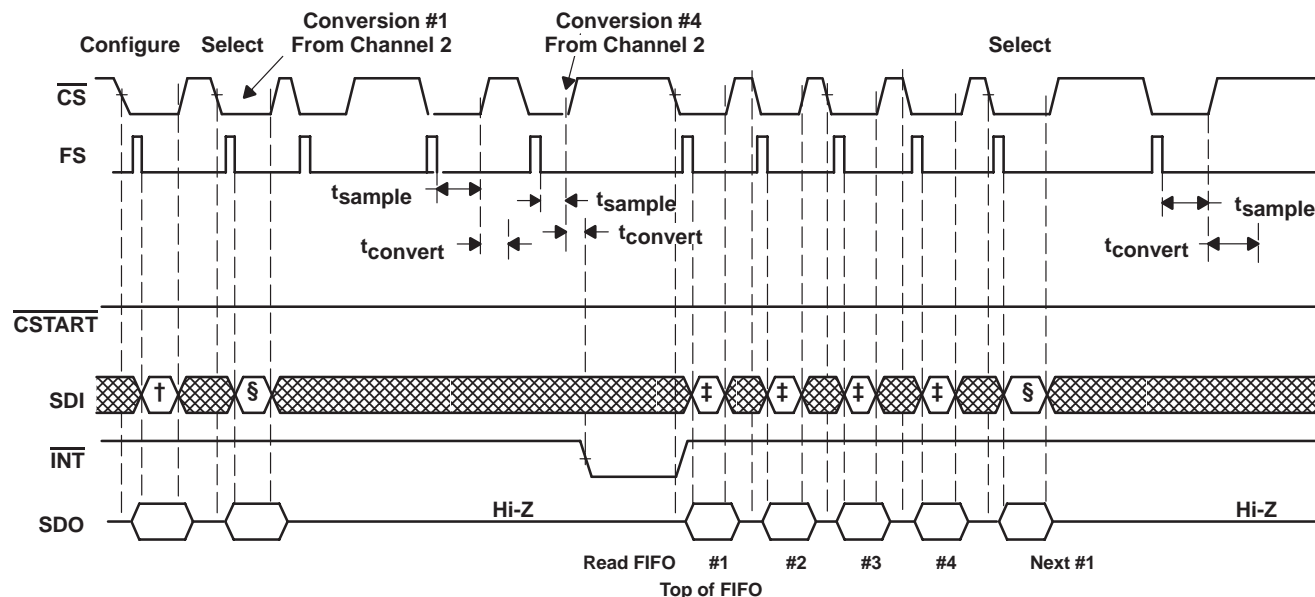 Conversion #1
From Channel 2
Conversion #4
From Channel 2
Configure
Select
Select
CS
FS
tsample
tsample
tsample
tconvert
tconvert
tconvert
CSTART
SDI
†
§
‡
‡
‡
‡
§
INT
SDO
Hi-Z
Hi-Z
Read FIFO
#1
#2
#3
#4
Next #1
Top of FIFO